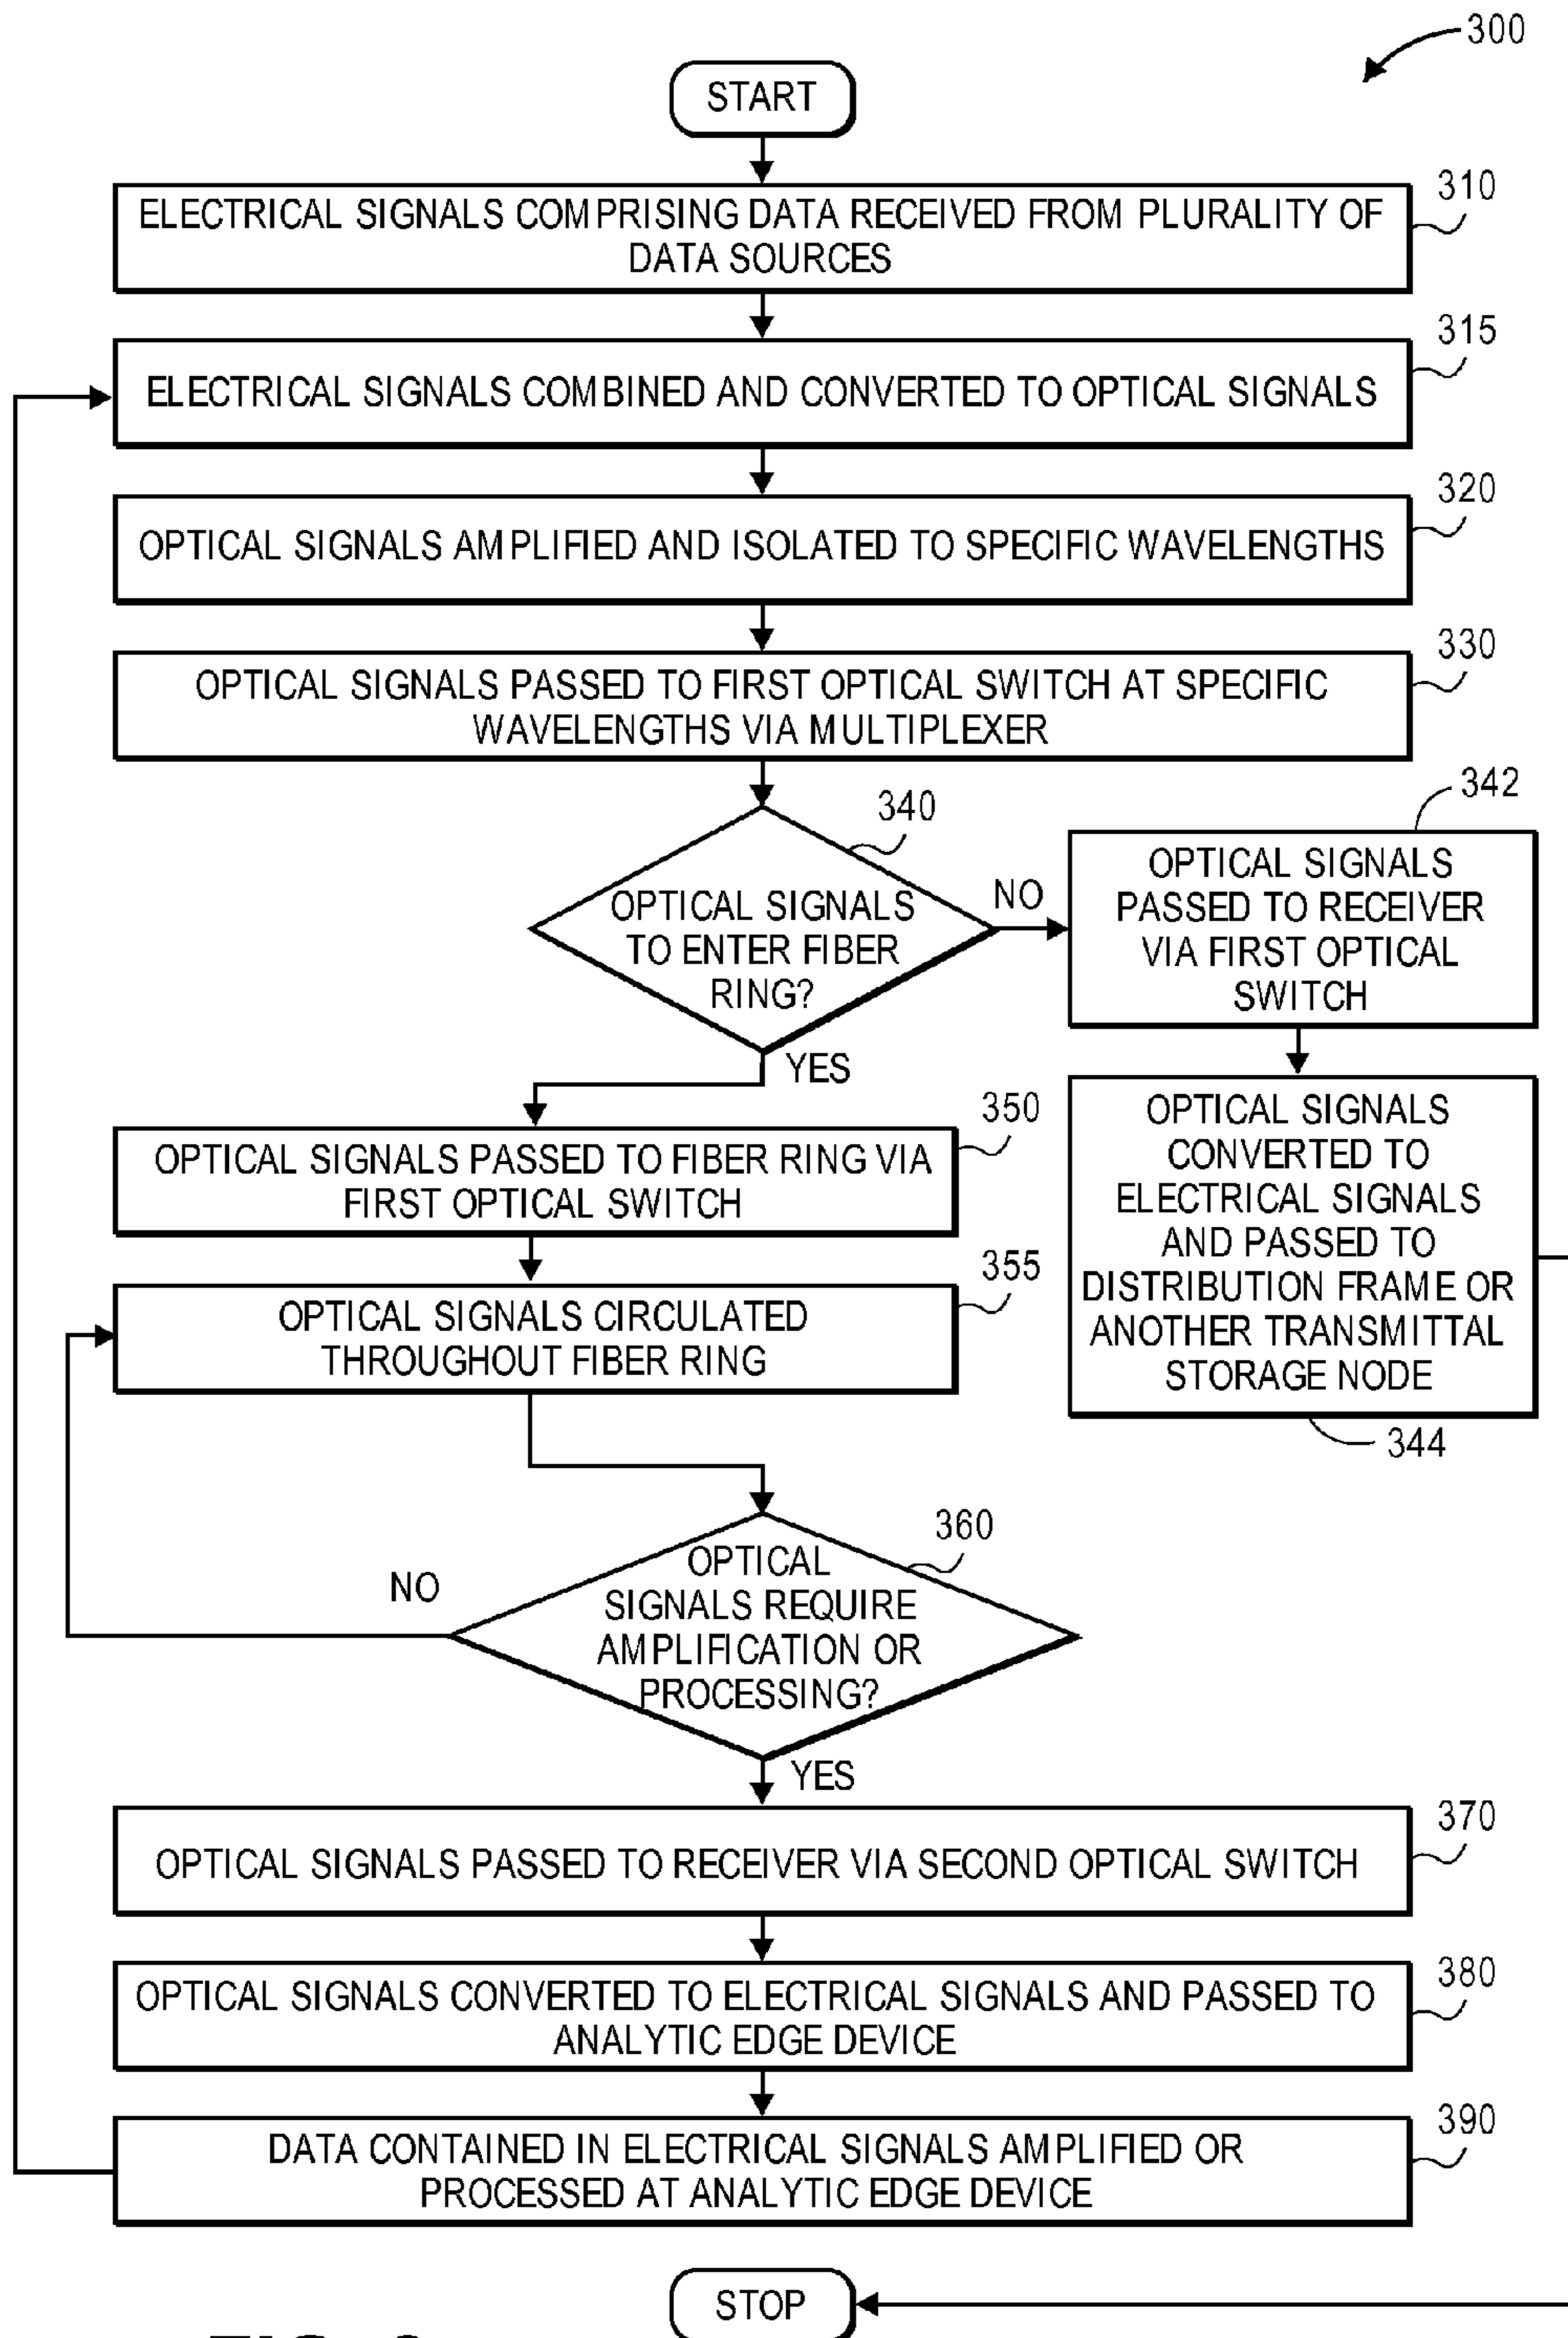 300
START
310
ELECTRICAL SIGNALS COMPRISING DATA RECEIVED FROM PLURALITY OF
DATA SOURCES
315
ELECTRICAL SIGNALS COMBINED AND CONVERTED TO OPTICAL SIGNALS
320
OPTICAL SIGNALS AMPLIFIED AND ISOLATED TO SPECIFIC WAVELENGTHS
330
OPTICAL SIGNALS PASSED TO FIRST OPTICAL SWITCH AT SPECIFIC
WAVELENGTHS VIA MULTIPLEXER
340
OPTICAL SIGNALS
TO ENTER FIBER
RING?
NO
342
OPTICAL SIGNALS
PASSED TO RECEIVER
VIA FIRST OPTICAL
SWITCH
YES
350
OPTICAL SIGNALS PASSED TO FIBER RING VIA
FIRST OPTICAL SWITCH
OPTICAL SIGNALS
CONVERTED TO
ELECTRICAL SIGNALS
AND PASSED TO
DISTRIBUTION FRAME OR
ANOTHER TRANSMITTAL
STORAGE NODE
344
355
OPTICAL SIGNALS CIRCULATED
THROUGHOUT FIBER RING
360
OPTICAL
SIGNALS REQUIRE
AMPLIFICATION OR
PROCESSING?
NO
YES
370
OPTICAL SIGNALS PASSED TO RECEIVER VIA SECOND OPTICAL SWITCH
380
OPTICAL SIGNALS CONVERTED TO ELECTRICAL SIGNALS AND PASSED TO
ANALYTIC EDGE DEVICE
390
DATA CONTAINED IN ELECTRICAL SIGNALS AMPLIFIED OR
PROCESSED AT ANALYTIC EDGE DEVICE
STOP